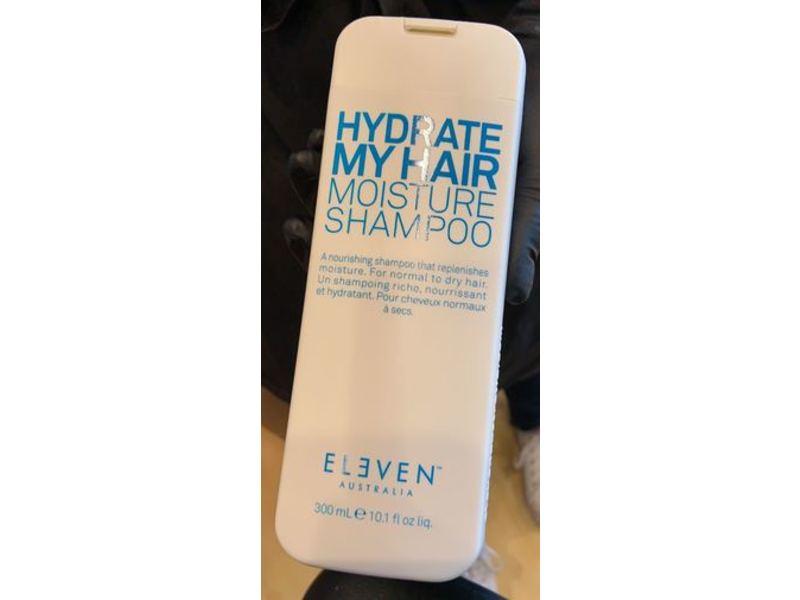 HYDRATE
MY HAIR
MOISTURE
SHAMPOO
A nourishing shampoo that replenishes
moisture. For normal to dry hair.
Un shampoing riche, nourrissant
et hydratant. Pour cheveux normaux
à secs.
ELEVEN™
AUSTRALIA
300 mL ℮ 10.1 fl oz liq.